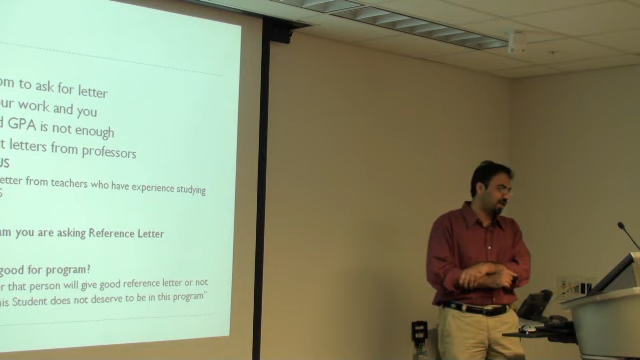 om to ask for letter
our work and you
d GPA is not enough
t letters from professors
US
etter from teachers who have experience studying
S
am you are asking Reference Letter
good for program?
r that person will give good reference letter or not
his Student does not deserve to be in this program"